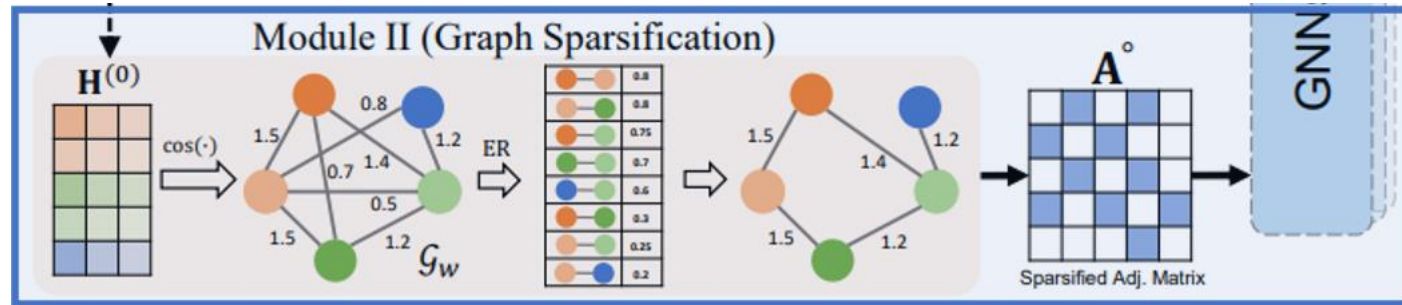 Module II (Graph Sparsification)
H(0)
cos(·)
1.5
0.8
1.2
0.7
1.4
0.5
1.5
1.2
𝒢w
ER
0.8
0.8
0.75
0.7
0.6
0.3
0.25
0.2
1.5
1.4
1.2
1.5
1.2
A°
Sparsified Adj. Matrix
GNN